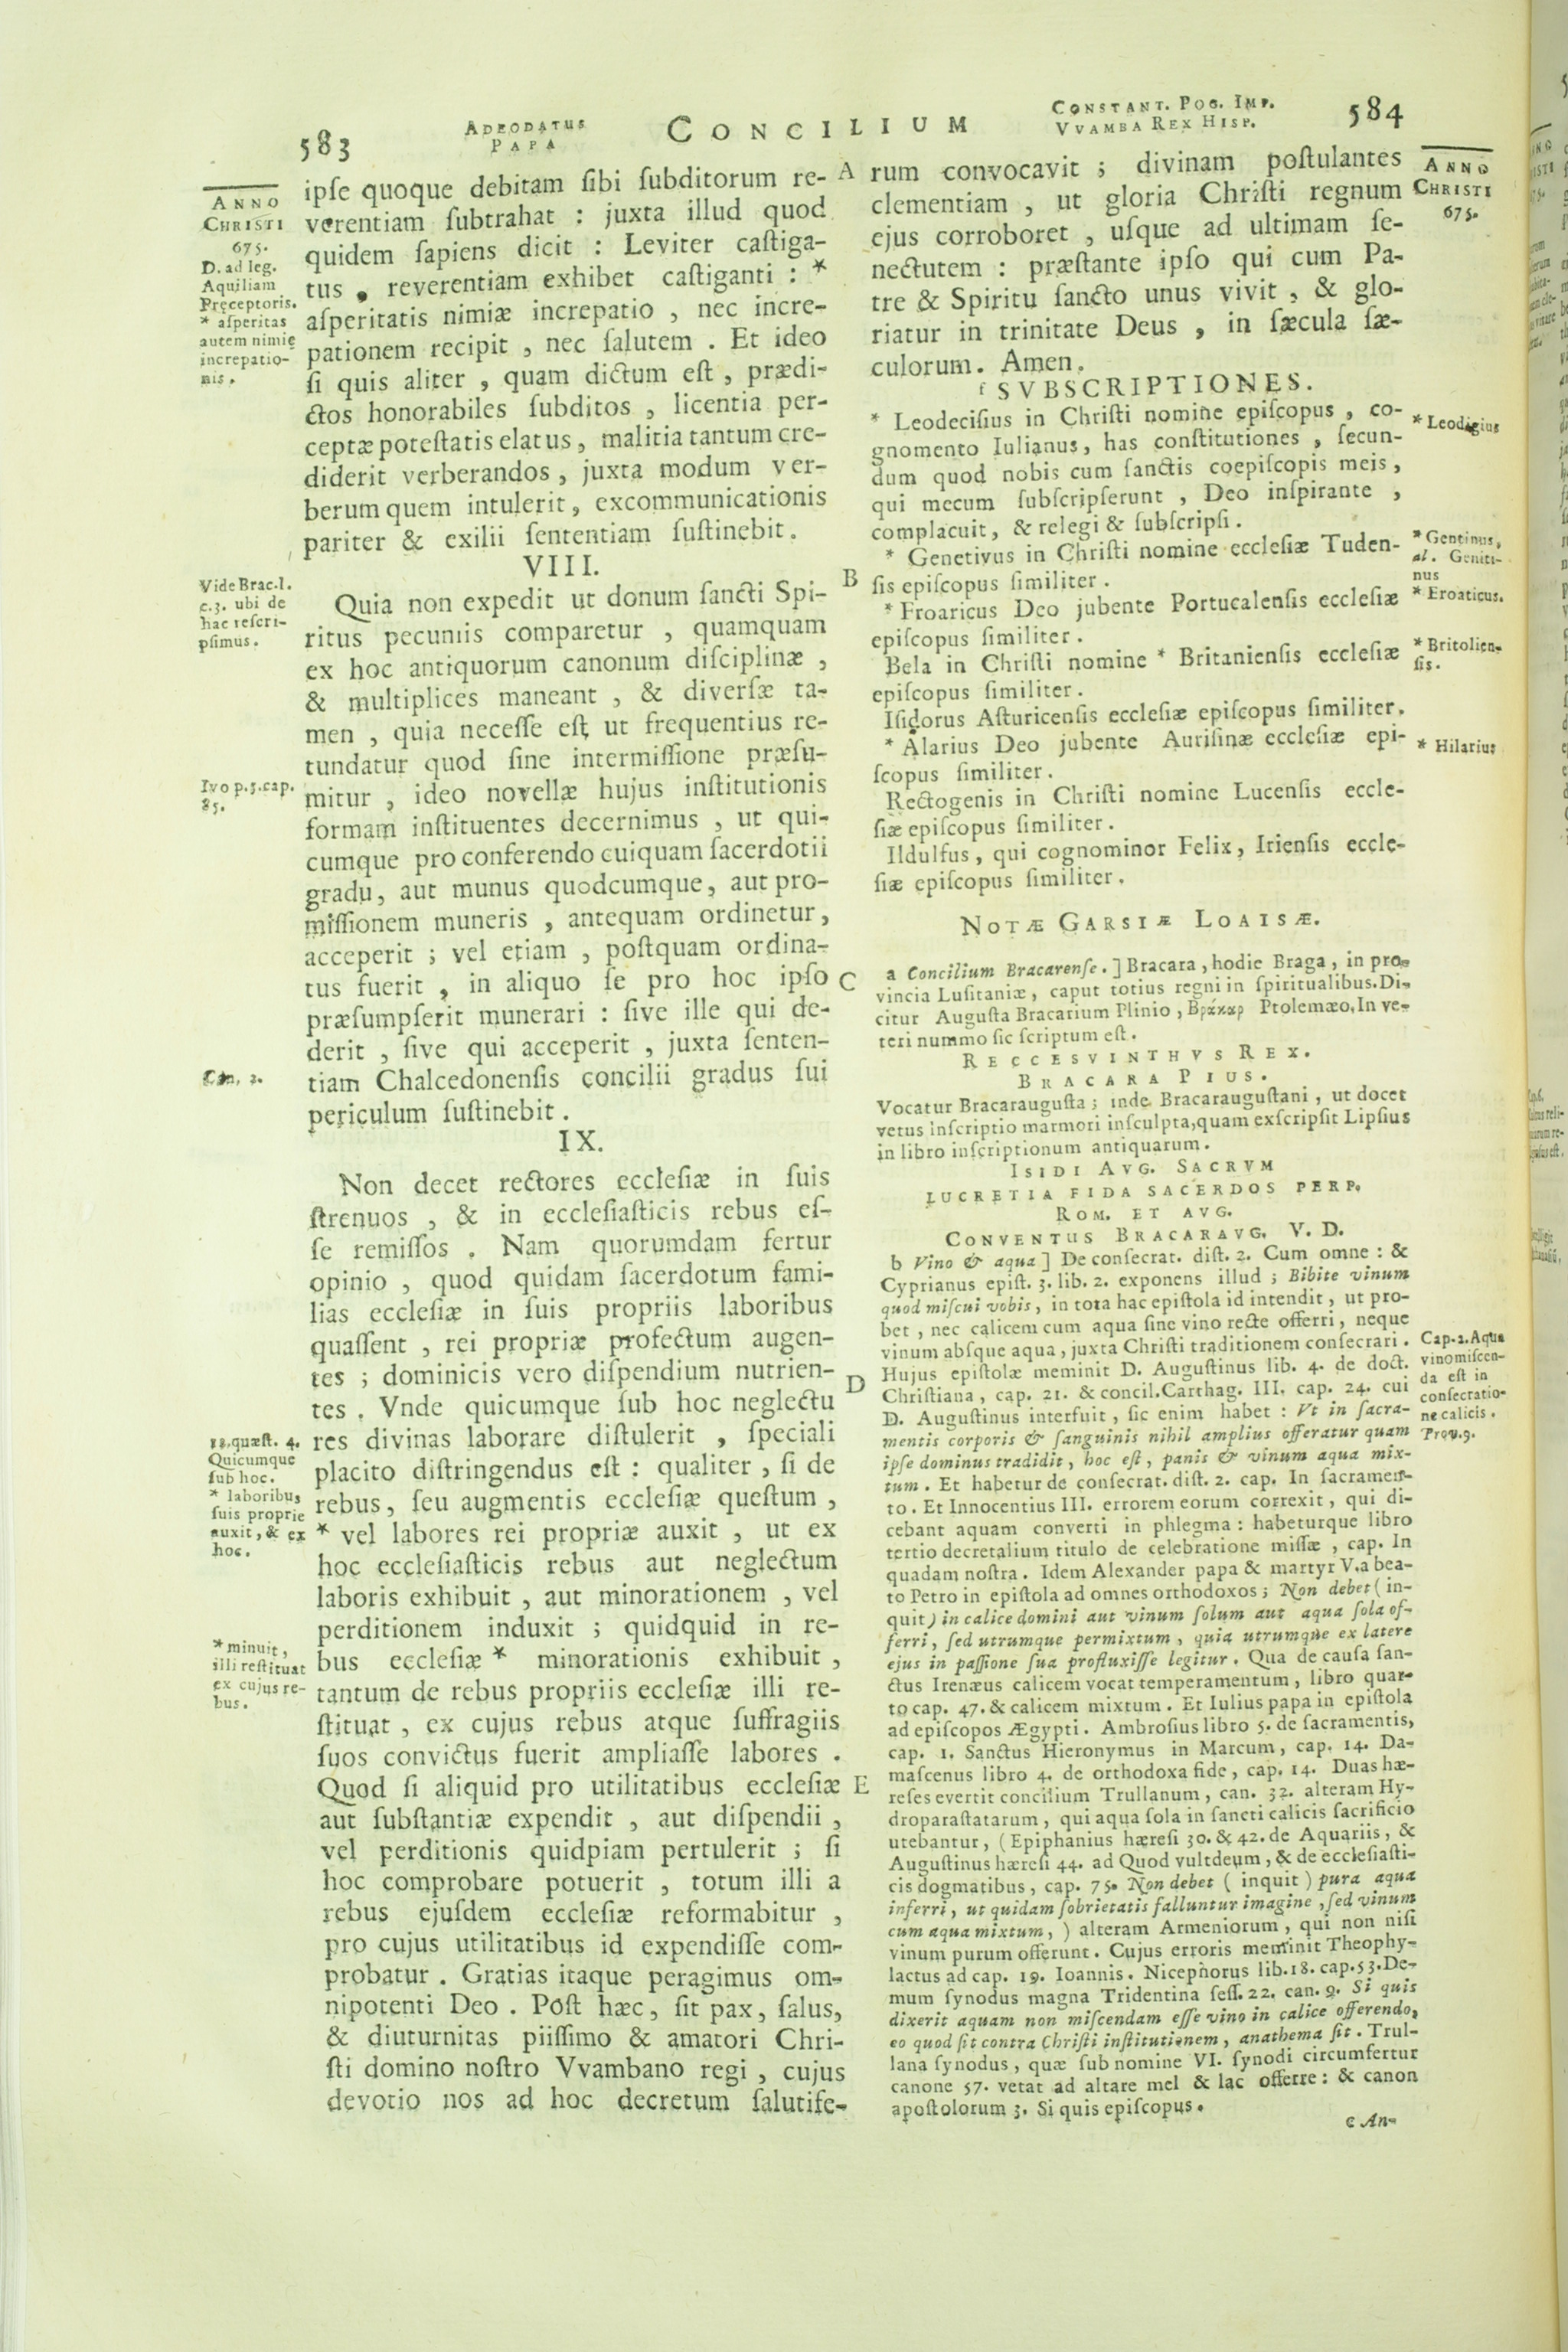 583
ADEODATUS
PAPA
CONCILIUM
CONSTANT. POG. IMP.
VVAMBA REX HISP.
584
ANNO
CHRISTI
675.
D. ad leg.
Aquiliam
Pręceptoris.
* aſperitas
autem nimię
increpatio-
nis.
Vide Brac. I.
c. 3. ubi de
hac reſcri-
pſimus.
Ivo p. 5. cap.
85.
Can. 2.
quæſt. 4.
Quicumque
ſub hoc.
* laboribus
ſuis proprie
auxit, & ex
hoc.
* minuit,
illi reſtituat
ex cujus re-
bus.
ipſe quoque debitam ſibi ſubditorum re-
verentiam ſubtrahat : juxta illud quod
quidem ſapiens dicit : Leviter caſtiga-
tus , reverentiam exhibet caſtiganti : *
aſperitatis nimiæ increpatio , nec incre-
pationem recipit , nec ſalutem . Et ideo
ſi quis aliter , quam dictum eſt , prædi-
ctos honorabiles ſubditos , licentia per-
ceptæ poteſtatis elatus , malitia tantum cre-
diderit verberandos , juxta modum ver-
berum quem intulerit , excommunicationis
pariter & exilii ſententiam ſuſtinebit .
VIII.
Quia non expedit ut donum ſancti Spi-
ritus pecuniis comparetur , quamquam
ex hoc antiquorum canonum diſciplinæ ,
& multiplices maneant , & diverſæ ta-
men , quia neceſſe eſt ut frequentius re-
tundatur quod ſine intermiſſione præſu-
mitur , ideo novellæ hujus inſtitutionis
formam inſtituentes decernimus , ut qui-
cumque pro conferendo cuiquam ſacerdotii
gradu, aut munus quodcumque, aut pro-
miſſionem muneris , antequam ordinetur,
acceperit ; vel etiam , poſtquam ordina-
tus fuerit , in aliquo ſe pro hoc ipſo
præſumpſerit munerari : ſive ille qui de-
derit , ſive qui acceperit , juxta ſenten-
tiam Chalcedonenſis concilii gradus ſui
periculum ſuſtinebit .
IX.
Non decet rectores eccleſiæ in ſuis
ſtrenuos , & in eccleſiaſticis rebus eſ-
ſe remiſſos . Nam quorumdam fertur
opinio , quod quidam ſacerdotum fami-
lias eccleſiæ in ſuis propriis laboribus
quaſſent , rei propriæ profectum augen-
tes ; dominicis vero diſpendium nutrien-
tes . Vnde quicumque ſub hoc neglectu
res divinas laborare diſtulerit , ſpeciali
placito diſtringendus eſt : qualiter , ſi de
rebus, ſeu augmentis eccleſiæ queſtum ,
* vel labores rei propriæ auxit , ut ex
hoc eccleſiaſticis rebus aut neglectum
laboris exhibuit , aut minorationem , vel
perditionem induxit ; quidquid in re-
bus eccleſiæ * minorationis exhibuit ,
tantum de rebus propriis eccleſiæ illi re-
ſtituat , ex cujus rebus atque ſuffragiis
ſuos convictus fuerit ampliaſſe labores .
Quod ſi aliquid pro utilitatibus eccleſiæ
aut ſubſtantiæ expendit , aut diſpendii ,
vel perditionis quidpiam pertulerit ; ſi
hoc comprobare potuerit , totum illi a
rebus ejuſdem eccleſiæ reformabitur ,
pro cujus utilitatibus id expendiſſe com-
probatur . Gratias itaque peragimus om-
nipotenti Deo . Poſt hæc, ſit pax, ſalus,
& diuturnitas piiſſimo & amatori Chri-
ſti domino noſtro Vvambano regi , cujus
devotio nos ad hoc decretum ſalutife-
A
B
C
D
E
rum convocavit ; divinam poſtulantes
clementiam , ut gloria Chriſti regnum
ejus corroboret , uſque ad ultimam ſe-
nectutem : præſtante ipſo qui cum Pa-
tre & Spiritu ſancto unus vivit , & glo-
riatur in trinitate Deus , in ſæcula ſæ-
culorum. Amen.
SVBSCRIPTIONES.
* Leodeciſius in Chriſti nomine epiſcopus , co-
gnomento Iulianus, has conſtitutiones , ſecun-
dum quod nobis cum ſanctis coepiſcopis meis ,
qui mecum ſubſcripſerunt , Deo inſpirante ,
complacuit, & relegi & ſubſcripſi .
* Genetivus in Chriſti nomine eccleſiæ Tuden-
ſis epiſcopus ſimiliter .
* Froaricus Deo jubente Portucalenſis eccleſiæ
epiſcopus ſimiliter .
Bela in Chriſti nomine * Britanienſis eccleſiæ
epiſcopus ſimiliter .
Iſidorus Aſturicenſis eccleſiæ epiſcopus ſimiliter.
* Alarius Deo jubente Auriſinæ eccleſiæ epi-
ſcopus ſimiliter .
Rectogenis in Chriſti nomine Lucenſis eccle-
ſiæ epiſcopus ſimiliter .
Ildulfus, qui cognominor Felix, Irienſis eccle-
ſiæ epiſcopus ſimiliter .
NOTÆ GARSIÆ LOAISÆ.
a Concilium Bracarenſe. ] Bracara, hodie Braga, in pro-
vincia Luſitaniæ, caput totius regni in ſpiritualibus. Di-
citur Auguſta Bracarium Plinio, Βράκαρ Ptolemæo. In ve-
teri nummo ſic ſcriptum eſt.
RECCESVINTHVS REX.
BRACARA PIUS.
Vocatur Bracarauguſta; inde Bracarauguſtani, ut docet
vetus inſcriptio marmori inſculpta, quam exſcripſit Lipſius
in libro inſcriptionum antiquarum.
ISIDI AVG. SACRVM
LUCRETIA FIDA SACERDOS PERP.
ROM. ET AVG.
CONVENTUS BRACARAVG. V. D.
b Vino & aqua ] De conſecrat. diſt. 2. Cum omne : &
Cyprianus epiſt. 3. lib. 2. exponens illud ; Bibite vinum
quod miſcui vobis, in tota hac epiſtola id intendit, ut pro-
bet , nec calicem cum aqua ſine vino recte offerri, neque
vinum abſque aqua, juxta Chriſti traditionem conſecrari.
Hujus epiſtolæ meminit D. Auguſtinus lib. 4. de doct.
Chriſtiana, cap. 21. & concil. Carthag. III. cap. 24. cui
D. Auguſtinus interfuit, ſic enim habet : Vt in ſacra-
mentis corporis & ſanguinis nihil amplius offeratur quam
ipſe dominus tradidit, hoc eſt, panis & vinum aqua mix-
tum. Et habetur de conſecrat. diſt. 2. cap. In ſacramen-
to. Et Innocentius III. errorem eorum correxit, qui di-
cebant aquam converti in phlegma : habeturque libro
tertio decretalium titulo de celebratione miſſæ, cap. In
quadam noſtra. Idem Alexander papa & martyr V. a bea-
to Petro in epiſtola ad omnes orthodoxos ; Non debet ( in-
quit ) in calice domini aut vinum ſolum aut aqua ſola of-
ferri, ſed utrumque permixtum, quia utrumque ex latere
ejus in paſſione ſua profluxiſſe legitur. Qua de cauſa ſan-
ctus Irenæus calicem vocat temperamentum, libro quar-
to cap. 47. & calicem mixtum. Et Iulius papa in epiſtola
ad epiſcopos Ægypti. Ambroſius libro 5. de ſacramentis,
cap. 1. Sanctus Hieronymus in Marcum, cap. 14. Da-
maſcenus libro 4. de orthodoxa fide, cap. 14. Duas hæ-
reſes evertit concilium Trullanum, can. 32. alteram Hy-
droparaſtatarum, qui aqua ſola in ſancti calicis ſacrificio
utebantur, ( Epiphanius hæreſi 30. & 42. de Aquariis, &
Auguſtinus hæreſi 44. ad Quod vultdeum, & de eccleſiaſti-
cis dogmatibus, cap. 75. Non debet ( inquit ) pura aqua
inferri, ut quidam ſobrietatis falluntur imagine, ſed vinum
cum aqua mixtum, ) alteram Armeniorum, qui non niſi
vinum purum offerunt. Cujus erroris meminit Theophy-
lactus ad cap. 19. Ioannis. Nicephorus lib. 18. cap. 53. De-
mum ſynodus magna Tridentina ſeſſ. 22. can. 9. Si quis
dixerit aquam non miſcendam eſſe vino in calice offerendo,
eo quod ſit contra Chriſti inſtitutionem, anathema ſit. Trul-
lana ſynodus, quæ ſub nomine VI. ſynodi circumfertur
canone 57. vetat ad altare mel & lac offerre : & canon
apoſtolorum 3. Si quis epiſcopus.
c An-
ANNO
CHRISTI
675.
* Leodigius
* Gentinus,
al. Geniti-
nus
* Froaticus.
* Britolien-
ſis.
* Hilarius
Cap. 2. Aqua
vino miſcen-
da eſt in
conſecratio-
ne calicis.
Prov. 9.